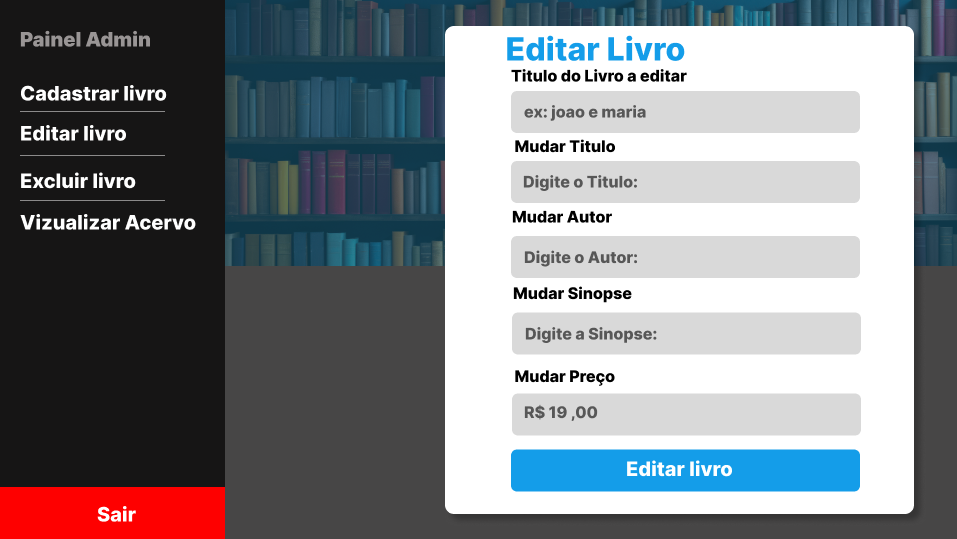 Painel Admin
Cadastrar livro
Editar livro
Excluir livro
Vizualizar Acervo
Sair
Editar Livro
Titulo do Livro a editar
ex: joao e maria
Mudar Titulo
Digite o Titulo:
Mudar Autor
Digite o Autor:
Mudar Sinopse
Digite a Sinopse:
Mudar Preço
R$ 19 ,00
Editar livro